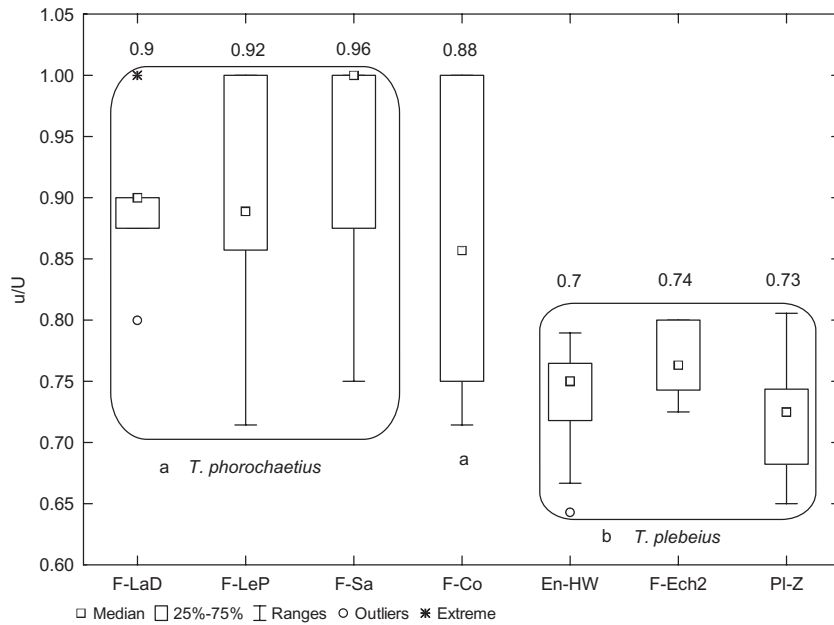 1.05
0.9 0.92 0.96 0.88
1.00
0.95
0.90
u/U
0.85
0.7 0.74 0.73
0.80
0.75
0.70
a T. phorochaetius a
0.65
b T. plebeius
0.60
F-LaD F-LeP F-Sa F-Co En-HW F-Ech2 Pl-Z
Median 25%-75% Ranges Outliers Extreme